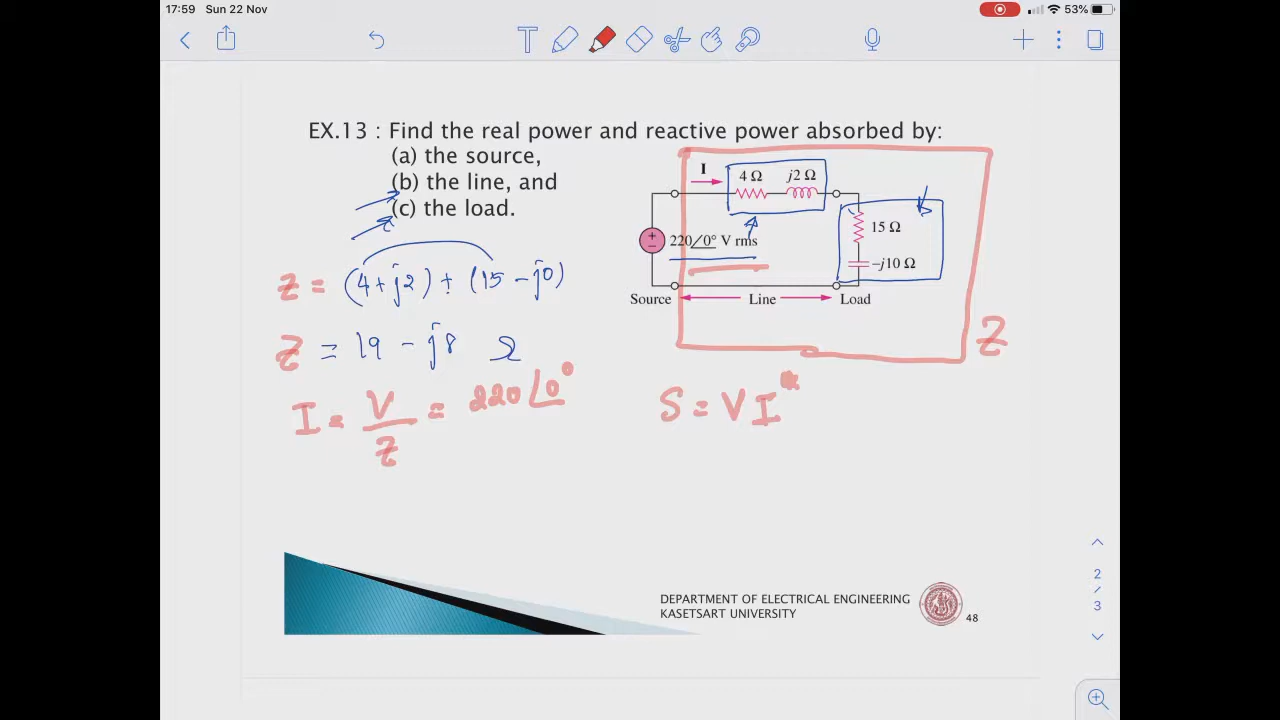 17:59 Sun 22 Nov
53%
EX.13 : Find the real power and reactive power absorbed by:
(a) the source,
(b) the line, and
(c) the load.
I
4 Ω
j2 Ω
15 Ω
220/0° V rms
-j10 Ω
Source
Line
Load
Z
Z = (4+j2) + (15-j0)
Z = 19 - j8 Ω
I = V/Z = 220∠0°
S = VI*
2
3
DEPARTMENT OF ELECTRICAL ENGINEERING
KASETSART UNIVERSITY
48